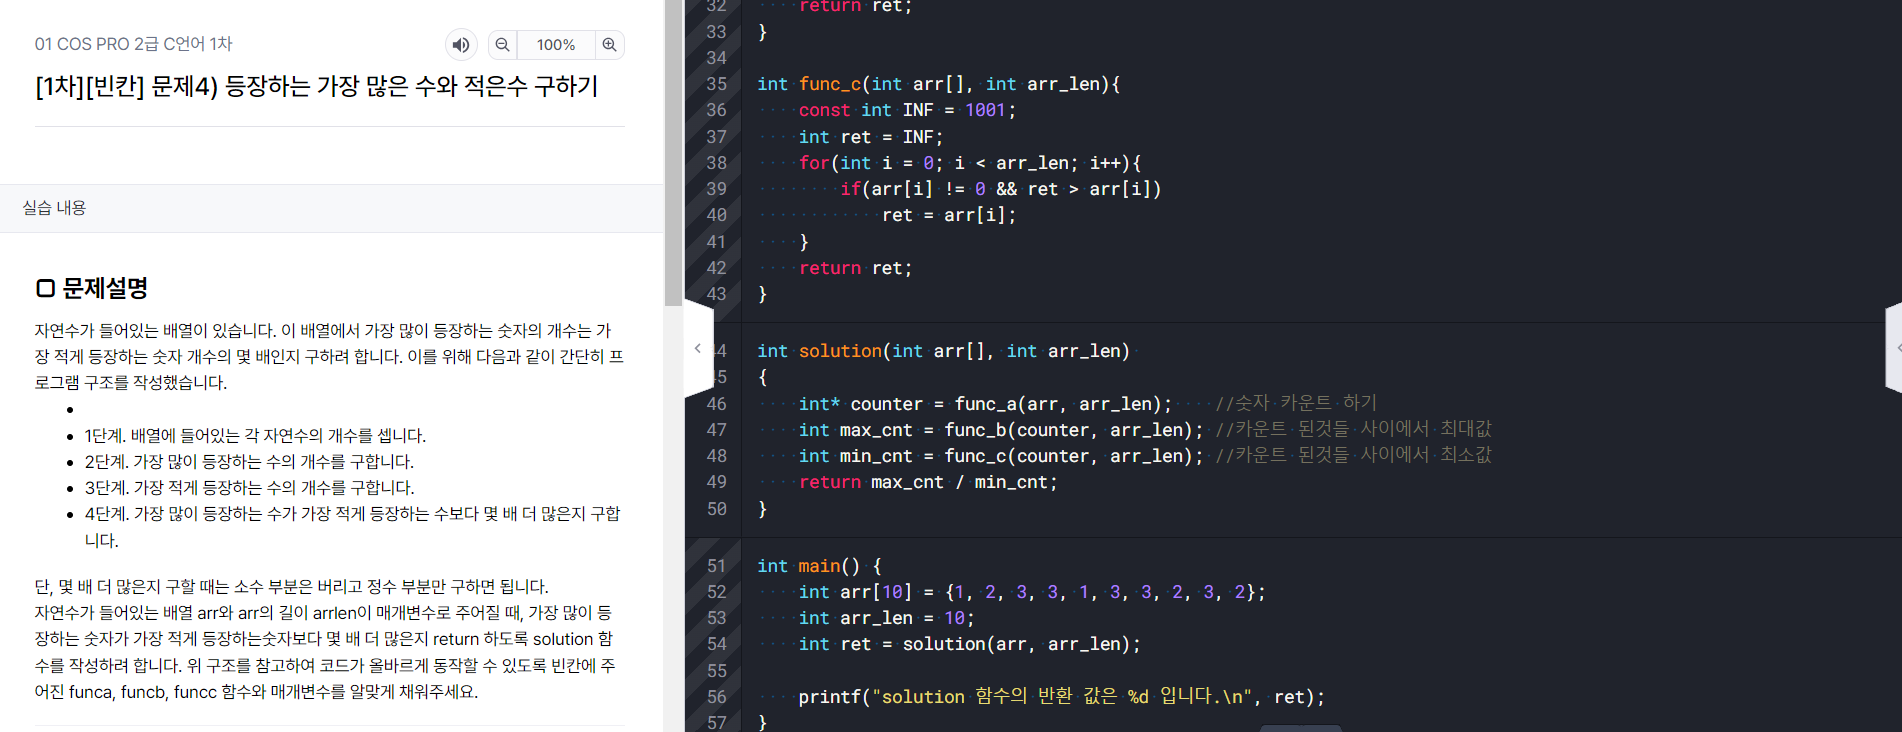 01 COS PRO 2급 C언어 1차
100%
[1차][빈칸] 문제4) 등장하는 가장 많은 수와 적은수 구하기
실습 내용
문제설명
자연수가 들어있는 배열이 있습니다. 이 배열에서 가장 많이 등장하는 숫자의 개수는 가
장 적게 등장하는 숫자 개수의 몇 배인지 구하려 합니다. 이를 위해 다음과 같이 간단히 프
로그램 구조를 작성했습니다.
1단계. 배열에 들어있는 각 자연수의 개수를 셉니다.
2단계. 가장 많이 등장하는 수의 개수를 구합니다.
3단계. 가장 적게 등장하는 수의 개수를 구합니다.
4단계. 가장 많이 등장하는 수가 가장 적게 등장하는 수보다 몇 배 더 많은지 구합
니다.
단, 몇 배 더 많은지 구할 때는 소수 부분은 버리고 정수 부분만 구하면 됩니다.
자연수가 들어있는 배열 arr와 arr의 길이 arrlen이 매개변수로 주어질 때, 가장 많이 등
장하는 숫자가 가장 적게 등장하는숫자보다 몇 배 더 많은지 return 하도록 solution 함
수를 작성하려 합니다. 위 구조를 참고하여 코드가 올바르게 동작할 수 있도록 빈칸에 주
어진 funca, funcb, funcc 함수와 매개변수를 알맞게 채워주세요.
32 return ret;
33 }
34
35 int func_c(int arr[], int arr_len){
36 const int INF = 1001;
37 int ret = INF;
38 for(int i = 0; i < arr_len; i++){
39 if(arr[i] != 0 && ret > arr[i])
40 ret = arr[i];
41 }
42 return ret;
43 }
44 int solution(int arr[], int arr_len)
45 {
46 int* counter = func_a(arr, arr_len); //숫자 카운트 하기
47 int max_cnt = func_b(counter, arr_len); //카운트 된것들 사이에서 최대값
48 int min_cnt = func_c(counter, arr_len); //카운트 된것들 사이에서 최소값
49 return max_cnt / min_cnt;
50 }
51 int main() {
52 int arr[10] = {1, 2, 3, 3, 1, 3, 3, 2, 3, 2};
53 int arr_len = 10;
54 int ret = solution(arr, arr_len);
55
56 printf("solution 함수의 반환 값은 %d 입니다.\n", ret);
57 }